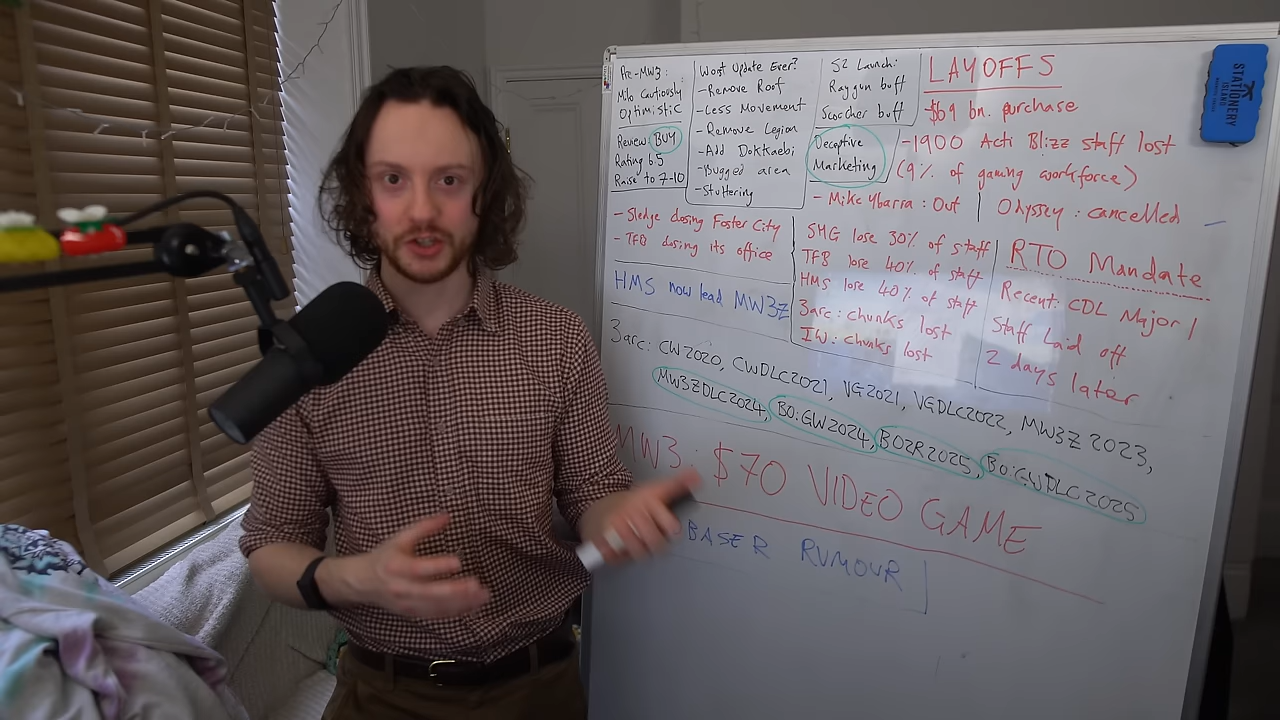 Pre-MW3:
Milo Cautiously
Optimistic
Review: Buy
Rating 6.5
Raise to 7-10
Worst Update Ever?
- Remove Roof
- Less Movement
- Remove Legion
- Add Dokkaebi
- Bugged area
- Stuttering
S2 Launch:
Raygun buff
Scorcher buff
Deceptive
Marketing
LAYOFFS
-$69 bn. purchase
-1900 Acti Blizz staff lost
(9% of gaming workforce)
- Mike Ybarra : Out
Odyssey : cancelled
- Sledge closing Foster City
- TFB closing its office
SHG lose 30% of staff
TFB lose 40% of staff
HMS lose 40% of staff
3arc : chunks lost
IW : chunks lost
RTO Mandate
Recent: CDL Major 1
Staff laid off
2 days later
HMS now lead MW3Z
3arc: CW2020, CWDLC2021, VG2021, VGDLC2022, MW3Z 2023,
MW3ZDLC2024, BO:GW2024, BO2R2025, BO:GWDLC2025
MW3: $70 VIDEO GAME
BASER RUMOUR
STATIONERY
ISLAND